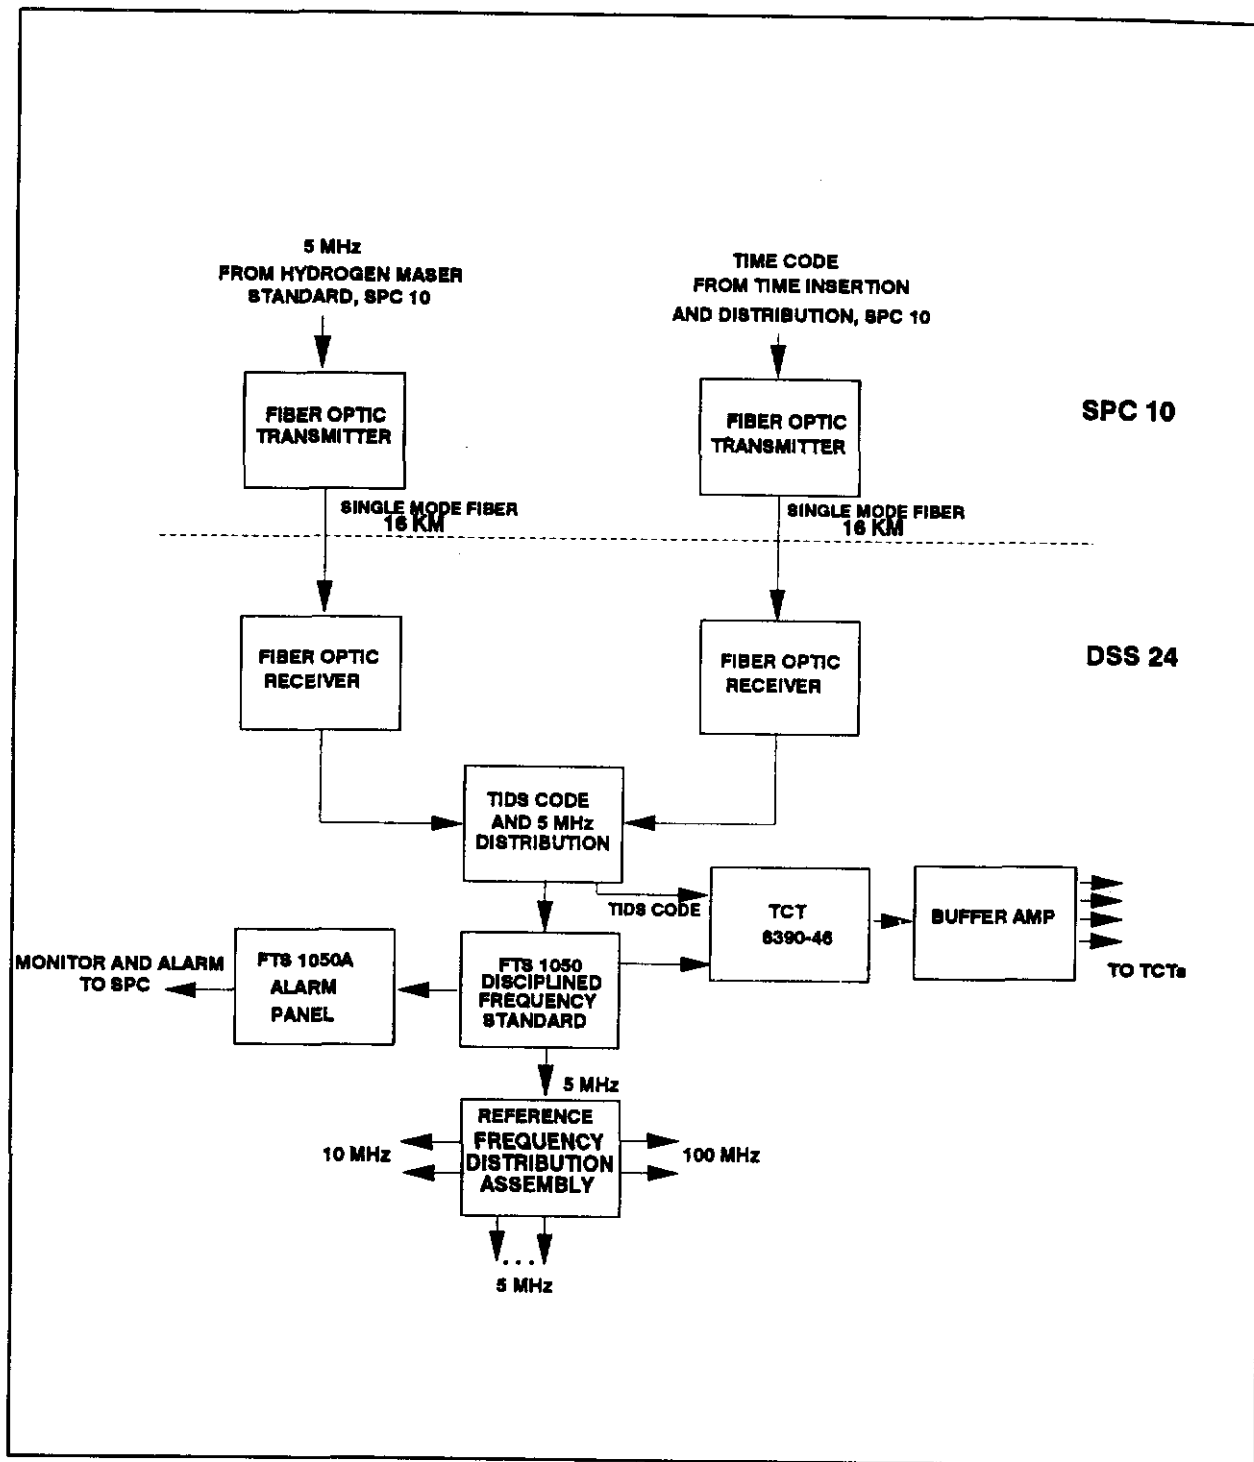 5 MHz
FROM HYDROGEN MASER
STANDARD, SPC 10
TIME CODE
FROM TIME INSERTION
AND DISTRIBUTION, SPC 10
FIBER OPTIC
TRANSMITTER
FIBER OPTIC
TRANSMITTER
SPC 10
SINGLE MODE FIBER
16 KM
SINGLE MODE FIBER
16 KM
FIBER OPTIC
RECEIVER
FIBER OPTIC
RECEIVER
DSS 24
TIDS CODE
AND 5 MHz
DISTRIBUTION
TIDS CODE
TCT
6390-46
BUFFER AMP
TO TCTs
MONITOR AND ALARM
TO SPC
FTS 1050A
ALARM
PANEL
FTS 1050
DISCIPLINED
FREQUENCY
STANDARD
5 MHz
REFERENCE
FREQUENCY
DISTRIBUTION
ASSEMBLY
10 MHz
100 MHz
...
5 MHz